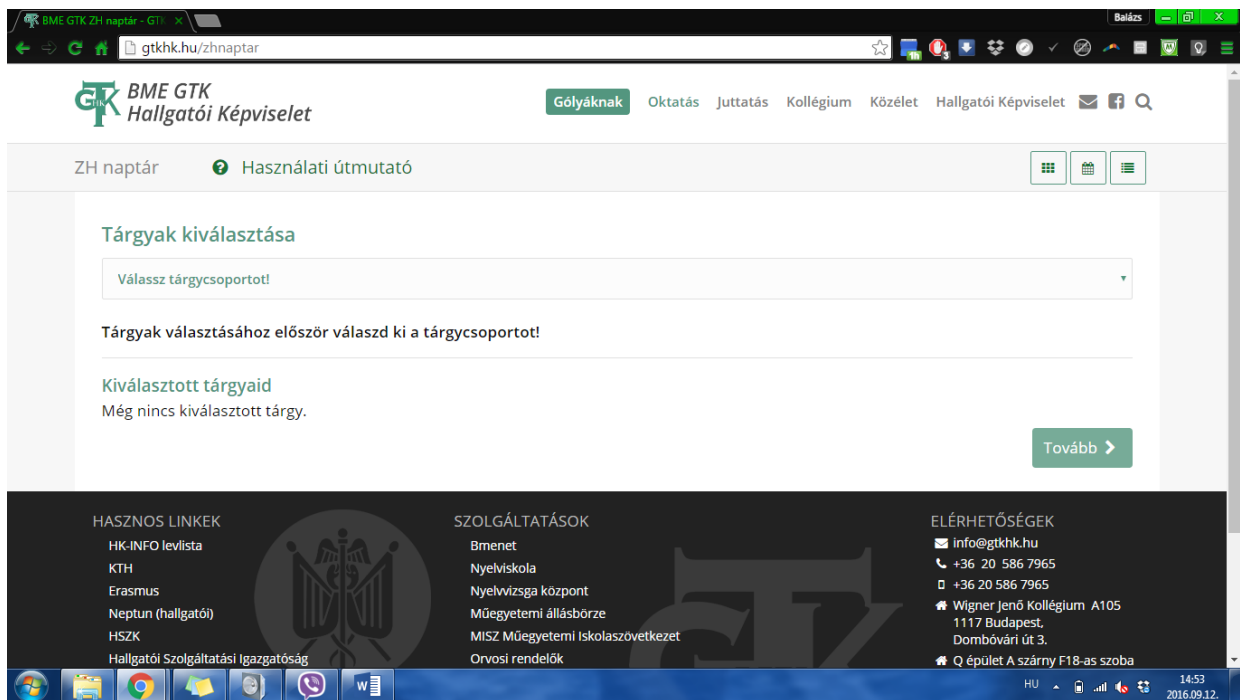 BME GTK ZH naptár - GTK
Balázs
gtkhk.hu/zhnaptar
1h
3
BME GTK
Hallgatói Képviselet
GHK
Gólyáknak Oktatás Juttatás Kollégium Közélet Hallgatói Képviselet
ZH naptár Használati útmutató
Tárgyak kiválasztása
Válassz tárgycsoportot!
Tárgyak választásához először válaszd ki a tárgycsoportot!
Kiválasztott tárgyaid
Még nincs kiválasztott tárgy.
Tovább
HASZNOS LINKEK
HK-INFO levlista
KTH
Erasmus
Neptun (hallgatói)
HSZK
Hallgatói Szolgáltatási Igazgatóság
SZOLGÁLTATÁSOK
Bmenet
Nyelviskola
Nyelvvizsga központ
Műegyetemi állásbörze
MISZ Műegyetemi Iskolaszövetkezet
Orvosi rendelők
ELÉRHETŐSÉGEK
info@gtkhk.hu
+36 20 586 7965
+36 20 586 7965
Wigner Jenő Kollégium A105
1117 Budapest,
Dombóvári út 3.
Q épület A szárny F18-as szoba
HU
14:53
2016.09.12.